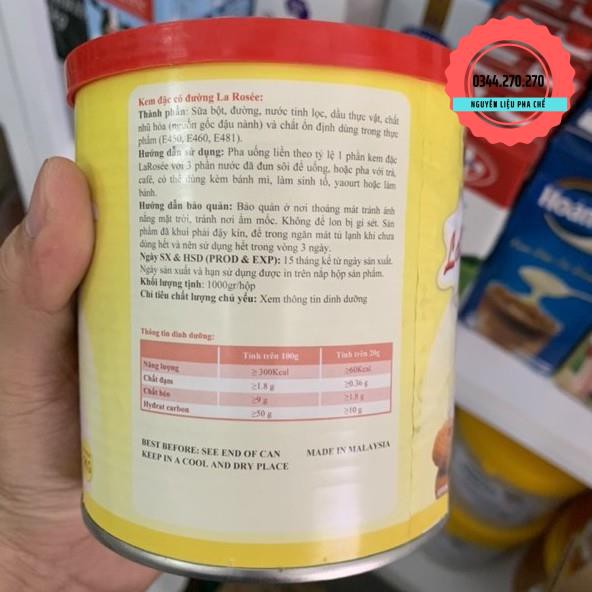 0344.270.270
NGUYÊN LIỆU PHA CHẾ
Kem đặc có đường La Rosée:
Thành phần: Sữa bột, đường, nước tinh lọc, dầu thực vật, chất
nhũ hóa (nguồn gốc đậu nành) và chất ổn định dùng trong thực
phẩm (E450, E460, E481).
Hướng dẫn sử dụng: Pha uống liền theo tỷ lệ 1 phần kem đặc
LaRosée với 3 phần nước đã đun sôi để uống, hoặc pha với trà,
café, có thể dùng kèm bánh mì, làm sinh tố, yaourt hoặc làm
bánh.
Hướng dẫn bảo quản: Bảo quản ở nơi thoáng mát tránh ánh
nắng mặt trời, tránh nơi ẩm mốc. Không để lon bị gỉ sét. Sản
phẩm đã khui phải đậy kín, để trong ngăn mát tủ lạnh khi chưa
dùng hết và nên sử dụng hết trong vòng 3 ngày.
Ngày SX & HSD (PROD & EXP): 15 tháng kể từ ngày sản xuất.
Ngày sản xuất và hạn sử dụng được in trên nắp hộp sản phẩm.
Khối lượng tịnh: 1000gr/hộp
Chỉ tiêu chất lượng chủ yếu: Xem thông tin dinh dưỡng
Thông tin dinh dưỡng:
Tính trên 100g Tính trên 20g
Năng lượng ≥300Kcal ≥60Kcal
Chất đạm ≥1.8 g ≥0.36 g
Chất béo ≥9 g ≥1.8 g
Hydrat carbon ≥50 g ≥10 g
BEST BEFORE: SEE END OF CAN MADE IN MALAYSIA
KEEP IN A COOL AND DRY PLACE